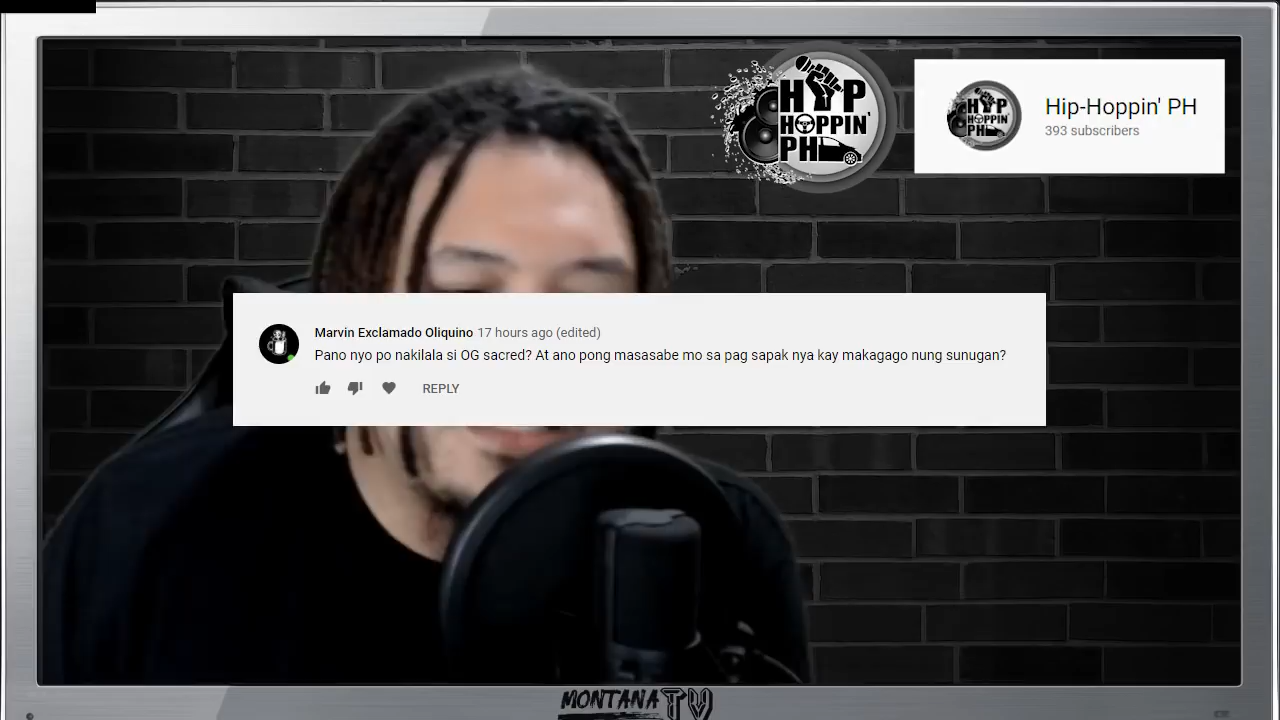 HIP
HOPPIN'
PH
HIP
HOPPIN'
PH
Hip-Hoppin' PH
393 subscribers
Marvin Exclamado Oliquino 17 hours ago (edited)
Pano nyo po nakilala si OG sacred? At ano pong masasabe mo sa pag sapak nya kay makagago nung sunugan?
REPLY
MONTANA TV